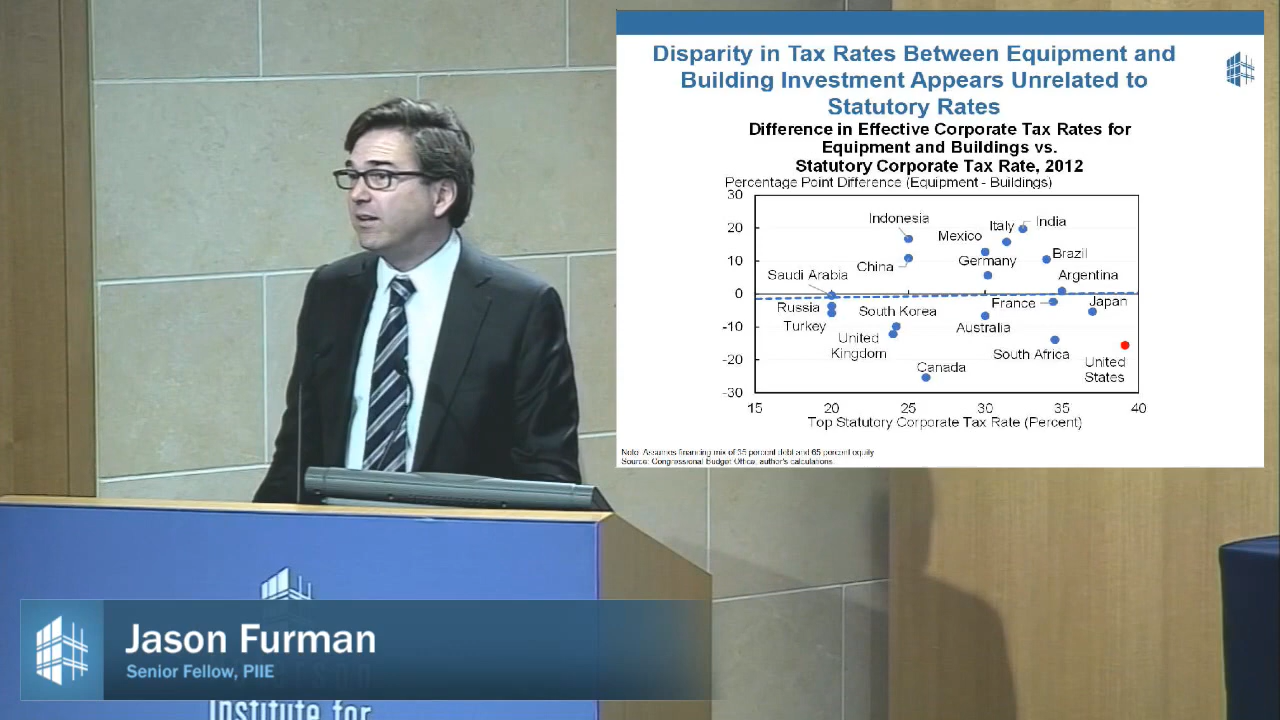 Disparity in Tax Rates Between Equipment and
Building Investment Appears Unrelated to
Statutory Rates
Difference in Effective Corporate Tax Rates for
Equipment and Buildings vs.
Statutory Corporate Tax Rate, 2012
Percentage Point Difference (Equipment - Buildings)
30
20
10
0
-10
-20
-30
Indonesia
Italy
India
Mexico
Brazil
China
Germany
Saudi Arabia
Argentina
Russia
South Korea
France
Japan
Turkey
Australia
United
Kingdom
South Africa
Canada
United
States
15 20 25 30 35 40
Top Statutory Corporate Tax Rate (Percent)
Note: Assumes financing mix of 35 percent debt and 65 percent equity
Source: Congressional Budget Office; author's calculations.
Jason Furman
Senior Fellow, PIIE
Institute for